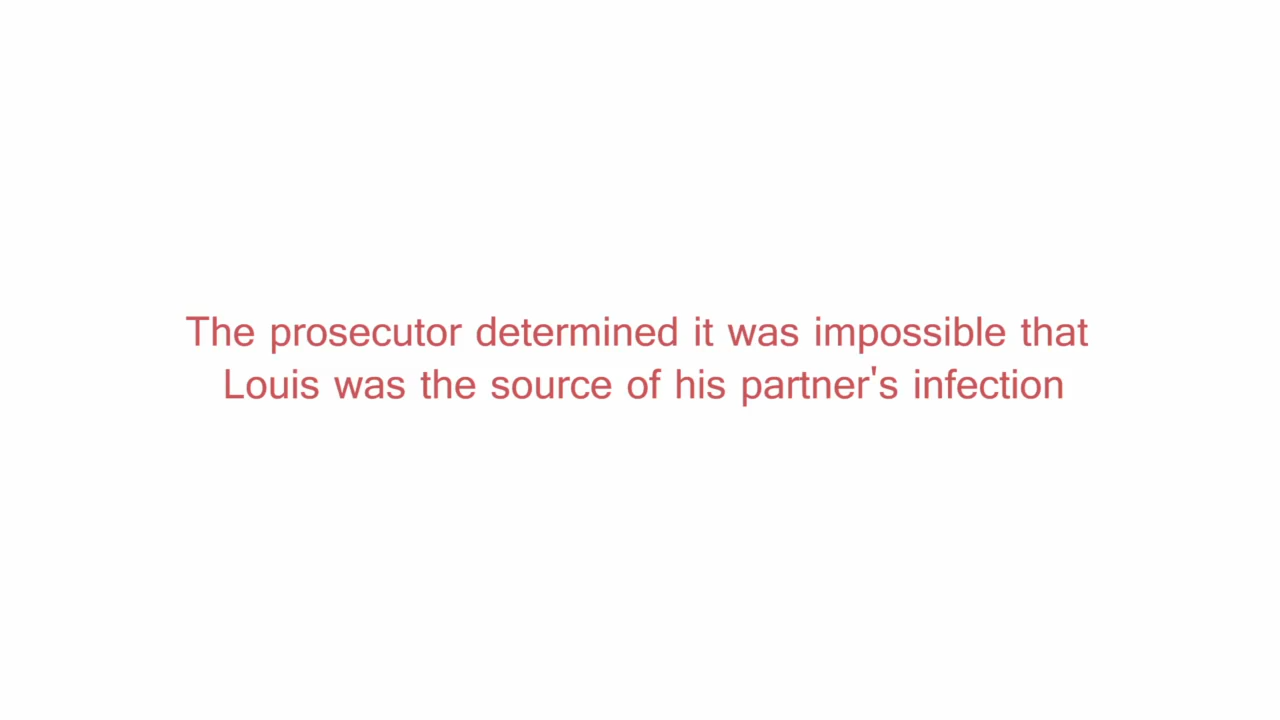 The prosecutor determined it was impossible that
Louis was the source of his partner's infection